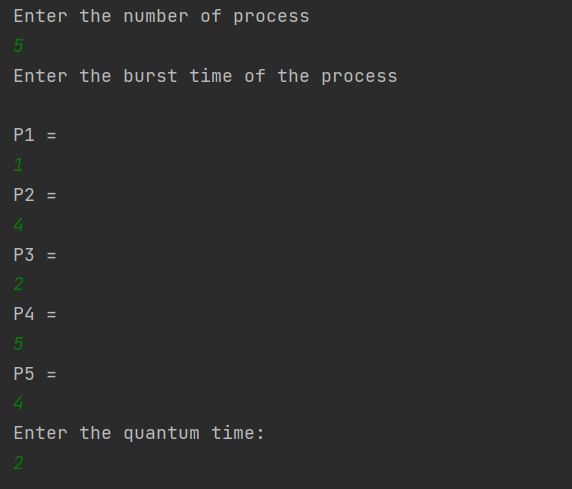 Enter the number of process
5
Enter the burst time of the process
P1 =
1
P2 =
4
P3 =
2
P4 =
5
P5 =
4
Enter the quantum time:
2